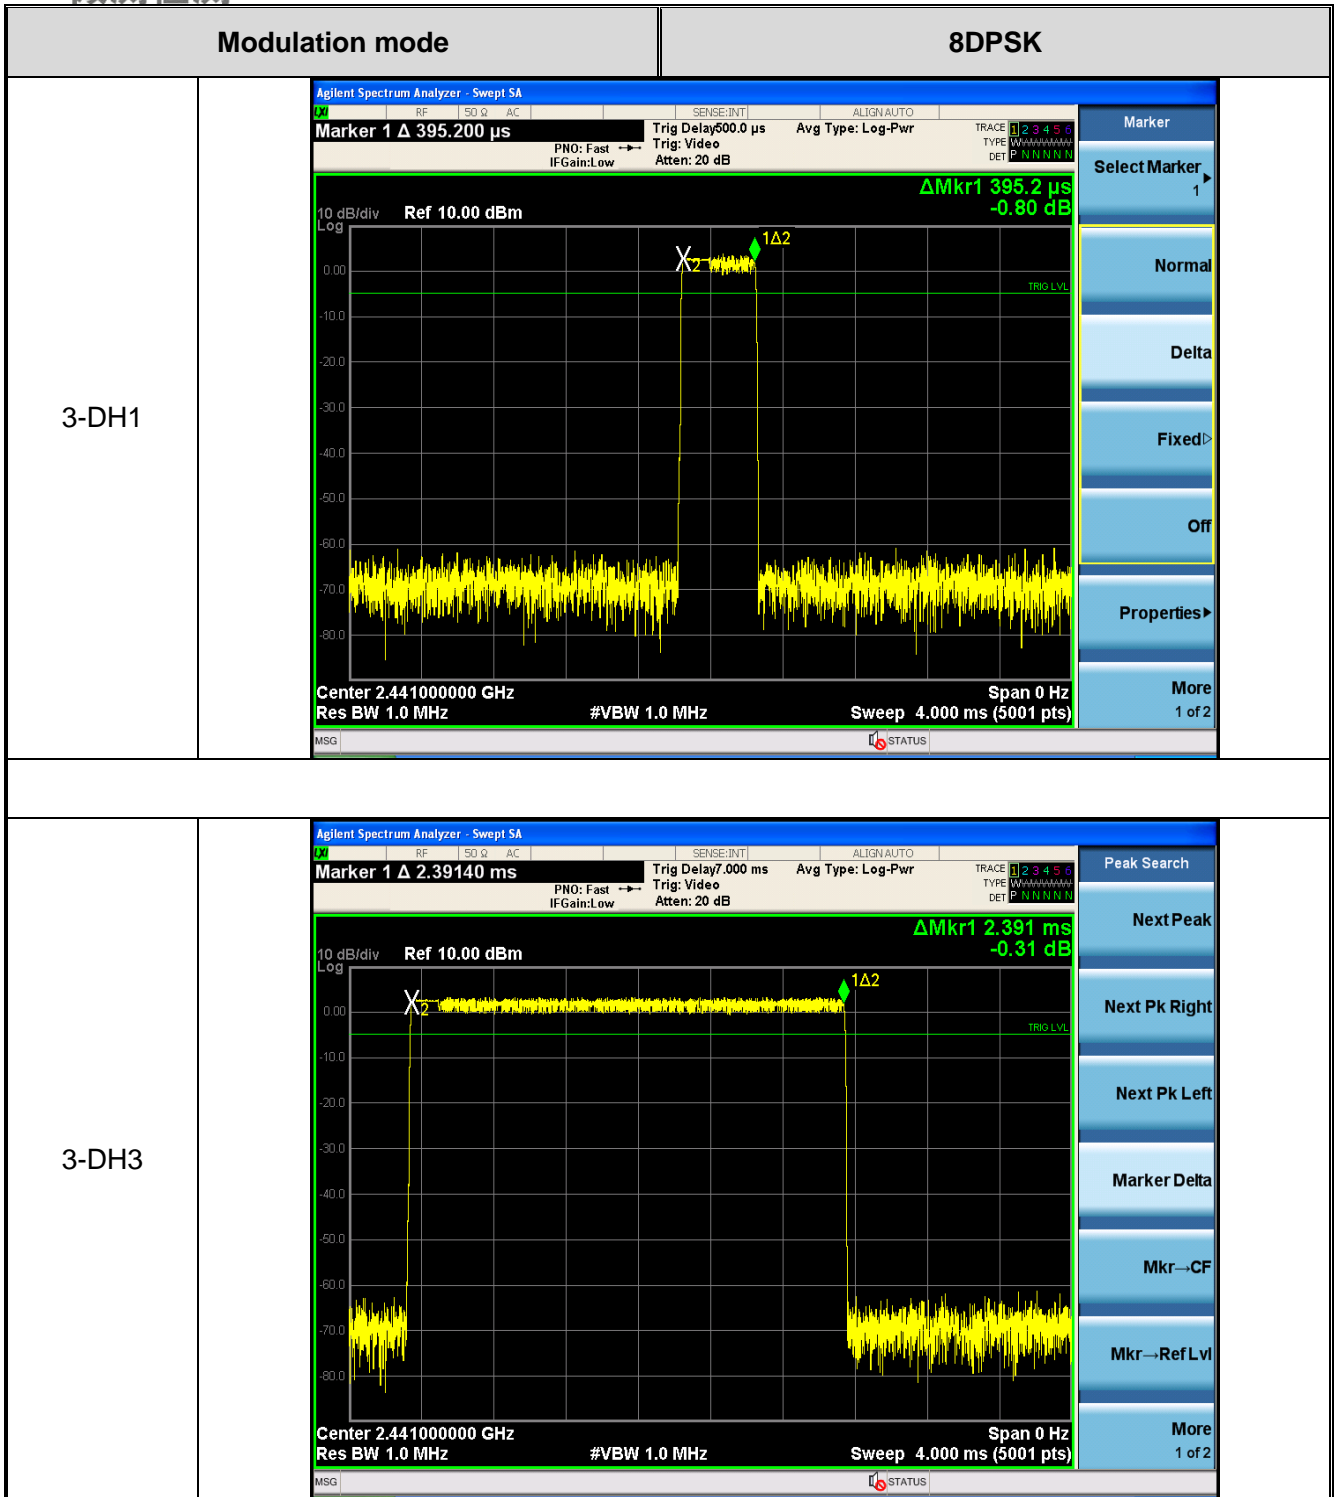 Modulation mode 8DPSK
3-DH1
Agilent Spectrum Analyzer - Swept SA
LXI RF 50 Ω AC SENSE:INT ALIGN AUTO
Marker 1 Δ 395.200 µs
PNO: Fast
IFGain:Low
Trig Delay500.0 µs
Trig: Video
Atten: 20 dB
Avg Type: Log-Pwr
TRACE 1 2 3 4 5 6
TYPE WWWWWW
DET P N N N N N
ΔMkr1 395.2 µs
-0.80 dB
10 dB/div Ref 10.00 dBm
Log
1Δ2
X2
0.00
TRIG LVL
-10.0
-20.0
-30.0
-40.0
-50.0
-60.0
-70.0
-80.0
Center 2.441000000 GHz Span 0 Hz
Res BW 1.0 MHz #VBW 1.0 MHz Sweep 4.000 ms (5001 pts)
MSG STATUS
Marker
Select Marker
1
Normal
Delta
Fixed
Off
Properties
More
1 of 2
3-DH3
Agilent Spectrum Analyzer - Swept SA
LXI RF 50 Ω AC SENSE:INT ALIGN AUTO
Marker 1 Δ 2.39140 ms
PNO: Fast
IFGain:Low
Trig Delay7.000 ms
Trig: Video
Atten: 20 dB
Avg Type: Log-Pwr
TRACE 1 2 3 4 5 6
TYPE WWWWWW
DET P N N N N N
ΔMkr1 2.391 ms
-0.31 dB
10 dB/div Ref 10.00 dBm
Log
1Δ2
X2
0.00
TRIG LVL
-10.0
-20.0
-30.0
-40.0
-50.0
-60.0
-70.0
-80.0
Center 2.441000000 GHz Span 0 Hz
Res BW 1.0 MHz #VBW 1.0 MHz Sweep 4.000 ms (5001 pts)
MSG STATUS
Peak Search
Next Peak
Next Pk Right
Next Pk Left
Marker Delta
Mkr→CF
Mkr→Ref Lvl
More
1 of 2